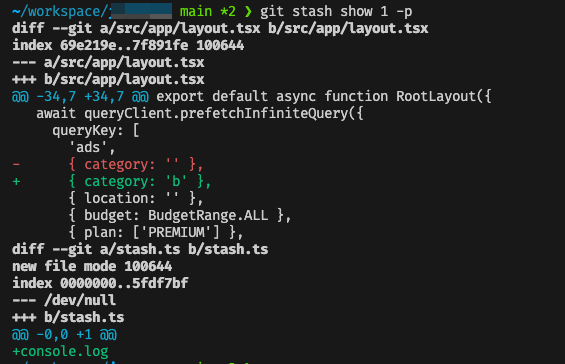 ~/workspace/j main *2 ❯ git stash show 1 -p
diff --git a/src/app/layout.tsx b/src/app/layout.tsx
index 69e219e..7f891fe 100644
--- a/src/app/layout.tsx
+++ b/src/app/layout.tsx
@@ -34,7 +34,7 @@ export default async function RootLayout({
   await queryClient.prefetchInfiniteQuery({
     queryKey: [
       'ads',
-      { category: '' },
+      { category: 'b' },
       { location: '' },
       { budget: BudgetRange.ALL },
       { plan: ['PREMIUM'] },
diff --git a/stash.ts b/stash.ts
new file mode 100644
index 0000000..5fdf7bf
--- /dev/null
+++ b/stash.ts
@@ -0,0 +1 @@
+console.log